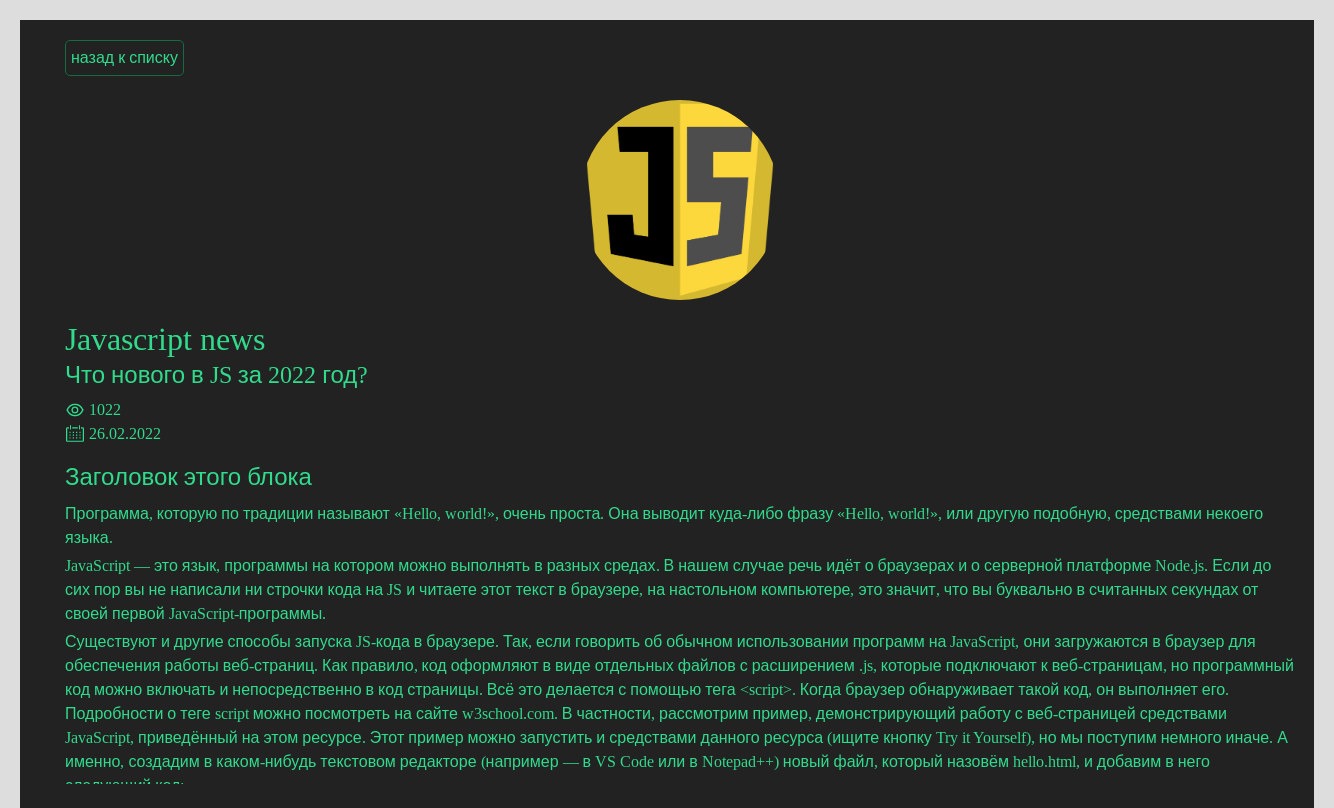 назад к списку
JS
Javascript news
Что нового в JS за 2022 год?
1022
26.02.2022
Заголовок этого блока
Программа, которую по традиции называют «Hello, world!», очень проста. Она выводит куда-либо фразу «Hello, world!», или другую подобную, средствами некоего
языка.
JavaScript — это язык, программы на котором можно выполнять в разных средах. В нашем случае речь идёт о браузерах и о серверной платформе Node.js. Если до
сих пор вы не написали ни строчки кода на JS и читаете этот текст в браузере, на настольном компьютере, это значит, что вы буквально в считанных секундах от
своей первой JavaScript-программы.
Существуют и другие способы запуска JS-кода в браузере. Так, если говорить об обычном использовании программ на JavaScript, они загружаются в браузер для
обеспечения работы веб-страниц. Как правило, код оформляют в виде отдельных файлов с расширением .js, которые подключают к веб-страницам, но программный
код можно включать и непосредственно в код страницы. Всё это делается с помощью тега <script>. Когда браузер обнаруживает такой код, он выполняет его.
Подробности о теге script можно посмотреть на сайте w3school.com. В частности, рассмотрим пример, демонстрирующий работу с веб-страницей средствами
JavaScript, приведённый на этом ресурсе. Этот пример можно запустить и средствами данного ресурса (ищите кнопку Try it Yourself), но мы поступим немного иначе. А
именно, создадим в каком-нибудь текстовом редакторе (например — в VS Code или в Notepad++) новый файл, который назовём hello.html, и добавим в него